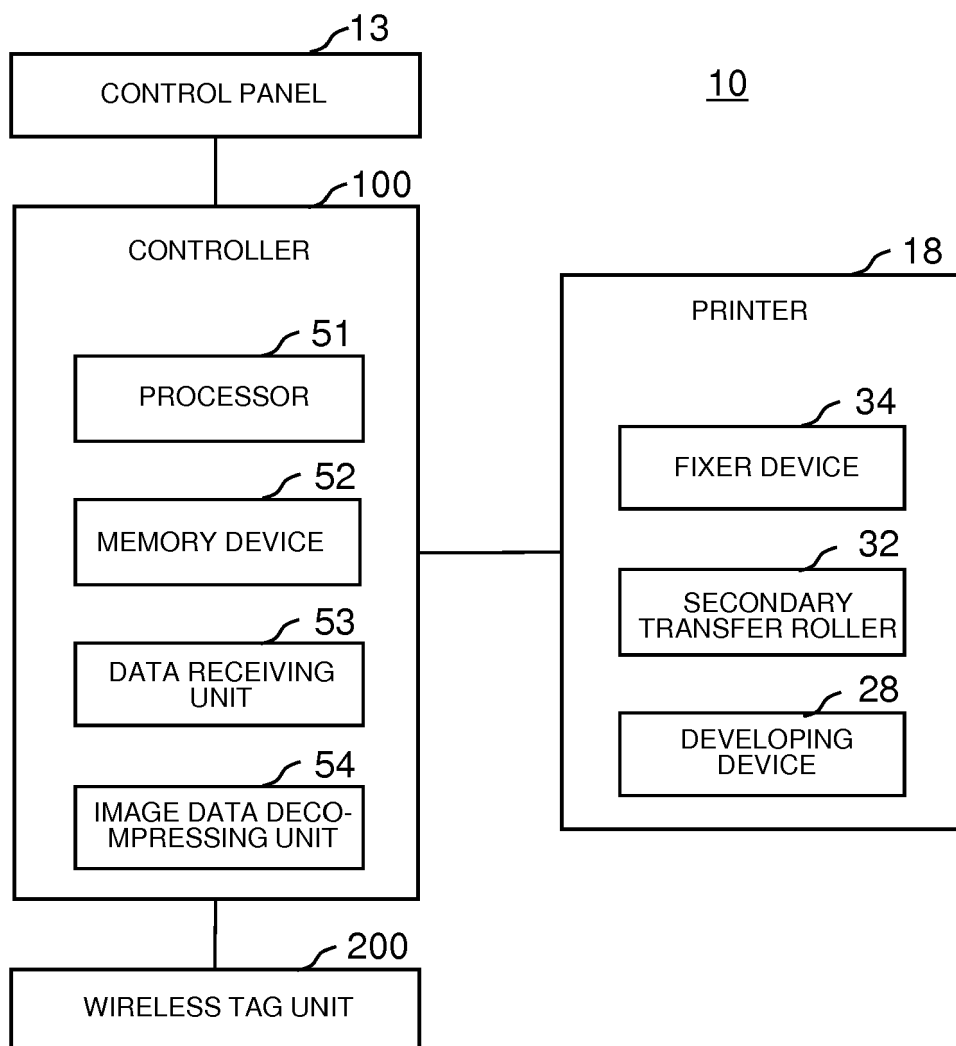 13
CONTROL PANEL
10
100
CONTROLLER
51
PROCESSOR
52
MEMORY DEVICE
53
DATA RECEIVING
UNIT
54
IMAGE DATA DECO-
MPRESSING UNIT
18
PRINTER
34
FIXER DEVICE
32
SECONDARY
TRANSFER ROLLER
28
DEVELOPING
DEVICE
200
WIRELESS TAG UNIT